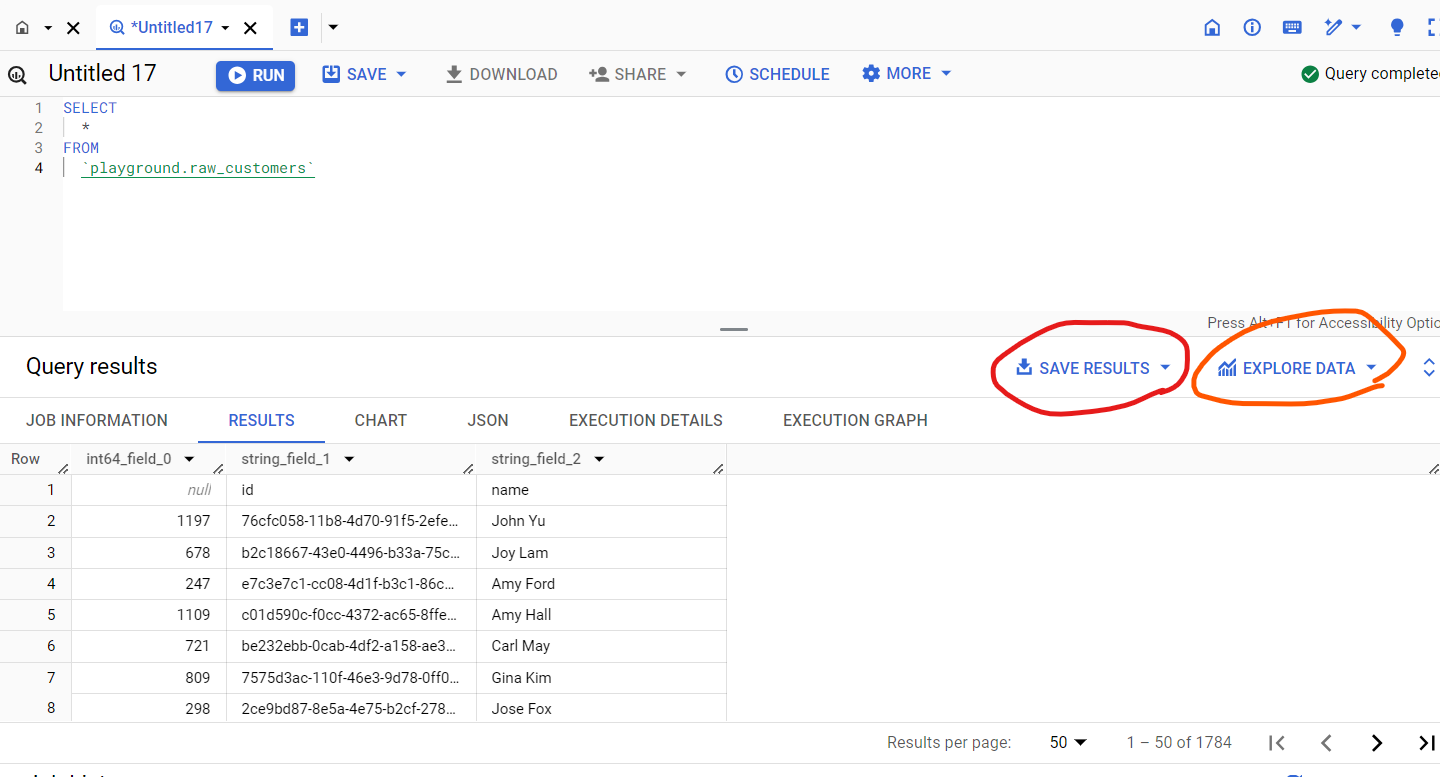 *Untitled17
Untitled 17 RUN SAVE DOWNLOAD SHARE SCHEDULE MORE Query complete
1 SELECT
2 *
3 FROM
4 `playground.raw_customers`
Press Alt+F1 for Accessibility Optio
Query results SAVE RESULTS EXPLORE DATA
JOB INFORMATION RESULTS CHART JSON EXECUTION DETAILS EXECUTION GRAPH
Row int64_field_0 string_field_1 string_field_2
1 null id name
2 1197 76cfc058-11b8-4d70-91f5-2efe... John Yu
3 678 b2c18667-43e0-4496-b33a-75c... Joy Lam
4 247 e7c3e7c1-cc08-4d1f-b3c1-86c... Amy Ford
5 1109 c01d590c-f0cc-4372-ac65-8ffe... Amy Hall
6 721 be232ebb-0cab-4df2-a158-ae3... Carl May
7 809 7575d3ac-110f-46e3-9d78-0ff0... Gina Kim
8 298 2ce9bd87-8e5a-4e75-b2cf-278... Jose Fox
Results per page: 50 1 – 50 of 1784